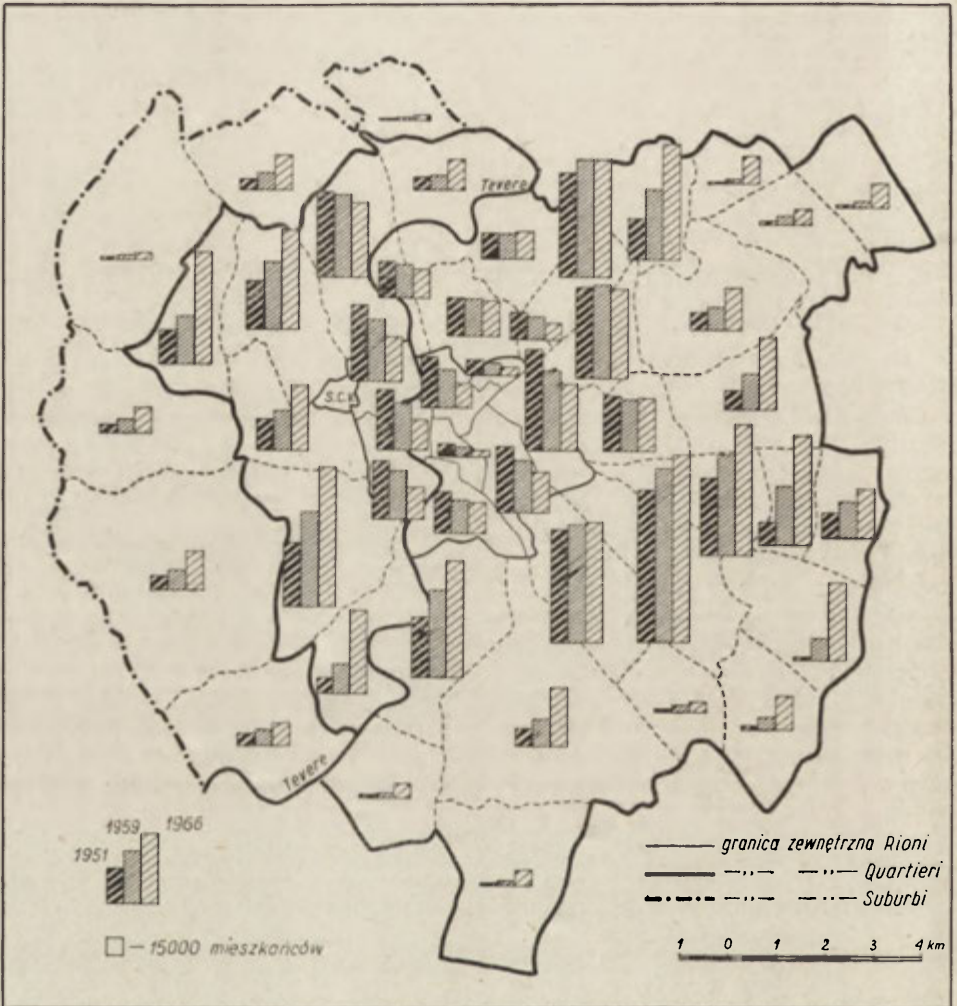 Tevere
S.C.V.
Tevere
1951 1959 1966
— 15000 mieszkańców
granica zewnętrzna Rioni
—,,— —,,— Quartieri
—,,— —,,— Suburbi
1 0 1 2 3 4 km